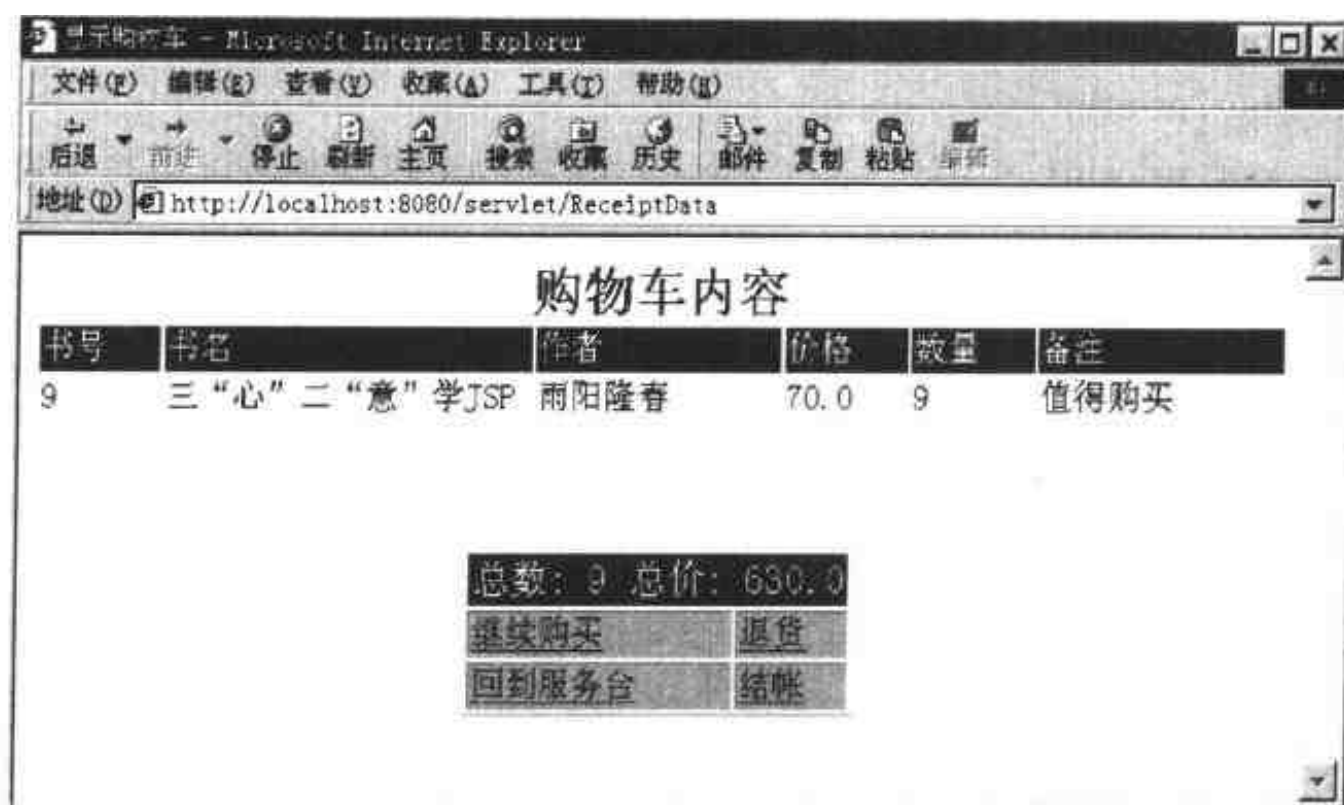 显示购物车 - Microsoft Internet Explorer
文件(F) 编辑(E) 查看(V) 收藏(A) 工具(T) 帮助(H)
后退 前进 停止 刷新 主页 搜索 收藏 历史 邮件 复制 粘贴 编辑
地址(D) http://localhost:8080/servlet/ReceiptData
购物车内容
书号 书名 作者 价格 数量 备注
9 三“心”二“意”学JSP 雨阳隆春 70.0 9 值得购买
总数: 9 总价: 630.0
继续购买 退货
回到服务台 结帐